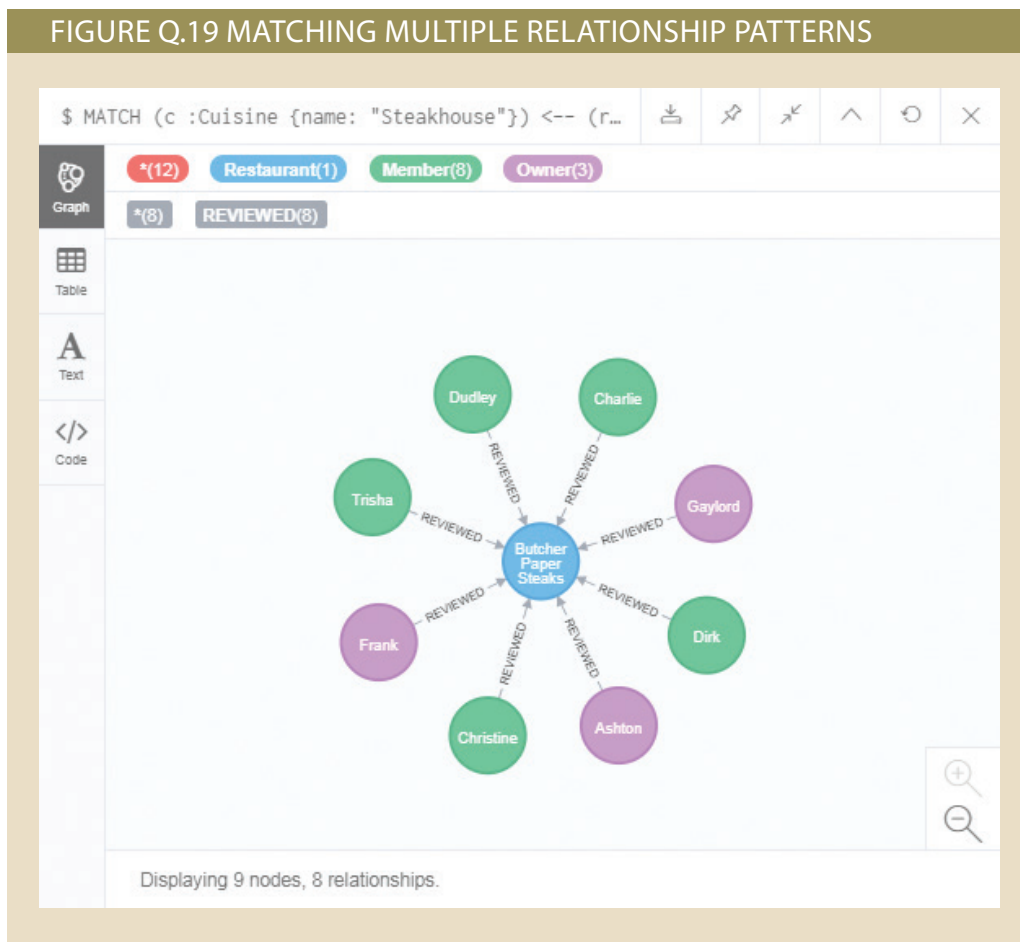 FIGURE Q.19 MATCHING MULTIPLE RELATIONSHIP PATTERNS
$ MATCH (c :Cuisine {name: "Steakhouse"}) <-- (r…
Graph
*(12) Restaurant(1) Member(8) Owner(3)
*(8) REVIEWED(8)
Table
A
Text
</>
Code
Dudley
Charlie
REVIEWED
REVIEWED
Trisha
Gaylord
REVIEWED
REVIEWED
Butcher
Paper
Steaks
REVIEWED
REVIEWED
Frank
Dirk
REVIEWED
REVIEWED
Christine
Ashton
Displaying 9 nodes, 8 relationships.